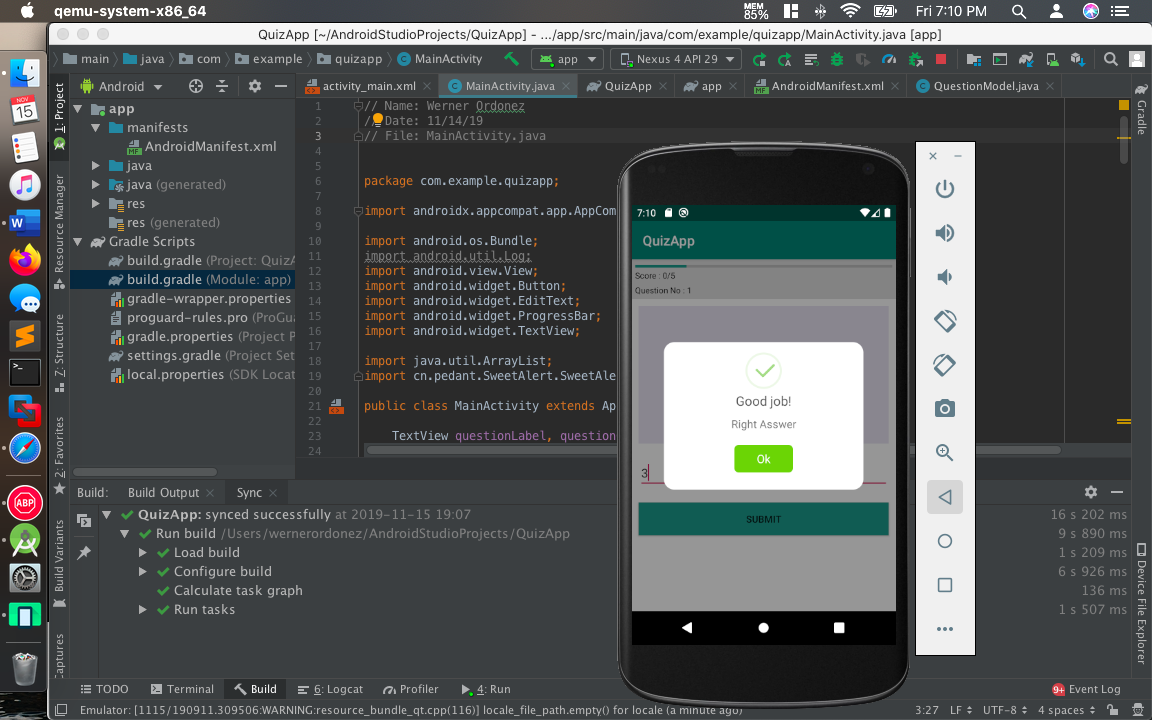 qemu-system-x86_64
MEM
85%
Fri 7:10 PM
QuizApp [~/AndroidStudioProjects/QuizApp] - .../app/src/main/java/com/example/quizapp/MainActivity.java [app]
main java com example quizapp MainActivity app Nexus 4 API 29
1: Project
Resource Manager
Z: Structure
2: Favorites
Build Variants
Captures
Android
app
manifests
AndroidManifest.xml
java
java (generated)
res
res (generated)
Gradle Scripts
build.gradle (Project: QuizA
build.gradle (Module: app)
gradle-wrapper.properties
proguard-rules.pro (ProGua
gradle.properties (Project P
settings.gradle (Project Set
local.properties (SDK Locat
activity_main.xml MainActivity.java QuizApp app AndroidManifest.xml QuestionModel.java
1 // Name: Werner Ordonez
2 // Date: 11/14/19
3 // File: MainActivity.java
4
5
6 package com.example.quizapp;
7
8 import androidx.appcompat.app.AppCom
9
10 import android.os.Bundle;
11 import android.util.Log;
12 import android.view.View;
13 import android.widget.Button;
14 import android.widget.EditText;
15 import android.widget.ProgressBar;
16 import android.widget.TextView;
17
18 import java.util.ArrayList;
19 import cn.pedant.SweetAlert.SweetAle
20
21 public class MainActivity extends Ap
22
23 TextView questionLabel, question
24
Gradle
Device File Explorer
7:10
QuizApp
Score : 0/5
Question No : 1
Good job!
Right Asswer
Ok
3
SUBMIT
Build: Build Output Sync
QuizApp: synced successfully at 2019-11-15 19:07 16 s 202 ms
Run build /Users/wernerordonez/AndroidStudioProjects/QuizApp 9 s 890 ms
Load build 1 s 209 ms
Configure build 6 s 926 ms
Calculate task graph 136 ms
Run tasks 1 s 507 ms
TODO Terminal Build 6: Logcat Profiler 4: Run 9+ Event Log
Emulator: [1115/190911.309506:WARNING:resource_bundle_qt.cpp(116)] locale_file_path.empty() for locale (a minute ago) 3:27 LF UTF-8 4 spaces
NOV
15
W
ABP